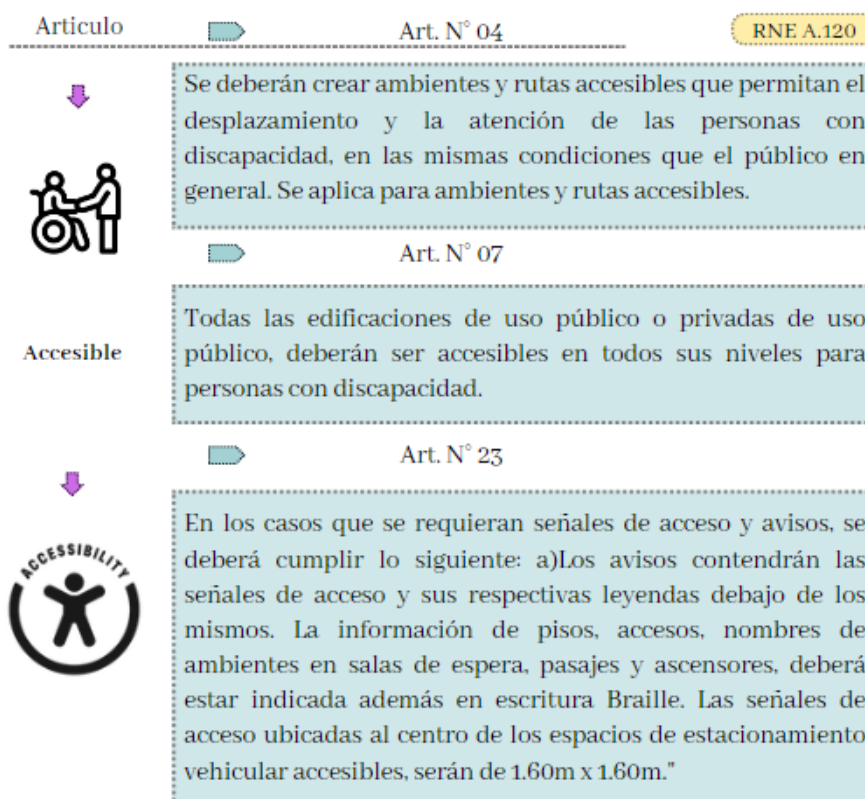 Articulo
Art. N° 04
RNE A.120
Se deberán crear ambientes y rutas accesibles que permitan el
desplazamiento y la atención de las personas con
discapacidad, en las mismas condiciones que el público en
general. Se aplica para ambientes y rutas accesibles.
Art. N° 07
Todas las edificaciones de uso público o privadas de uso
público, deberán ser accesibles en todos sus niveles para
personas con discapacidad.
Accesible
Art. N° 23
En los casos que se requieran señales de acceso y avisos, se
deberá cumplir lo siguiente: a)Los avisos contendrán las
señales de acceso y sus respectivas leyendas debajo de los
mismos. La información de pisos, accesos, nombres de
ambientes en salas de espera, pasajes y ascensores, deberá
estar indicada además en escritura Braille. Las señales de
acceso ubicadas al centro de los espacios de estacionamiento
vehicular accesibles, serán de 1.60m x 1.60m."
ACCESSIBILITY